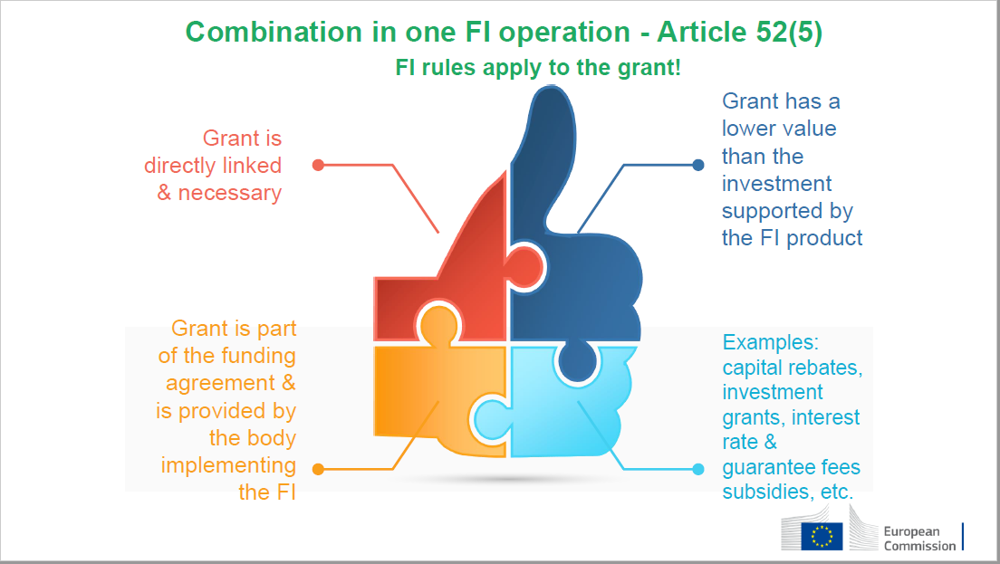 Combination in one FI operation - Article 52(5)
FI rules apply to the grant!
Grant is
directly linked
& necessary
Grant has a
lower value
than the
investment
supported by
the FI product
Grant is part
of the funding
agreement &
is provided by
the body
implementing
the FI
Examples:
capital rebates,
investment
grants, interest
rate &
guarantee fees
subsidies, etc.
European
Commission